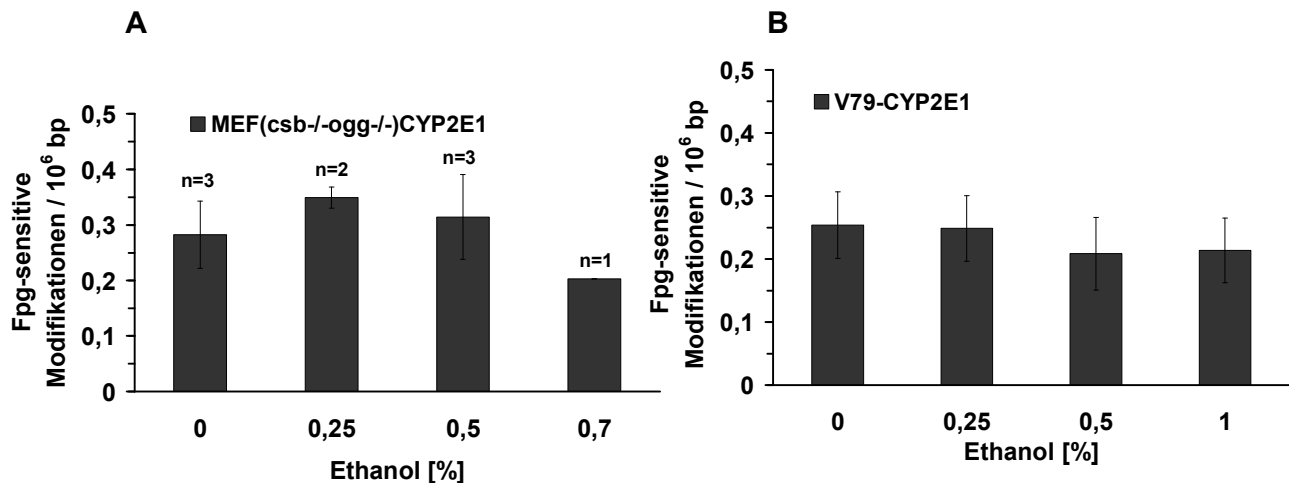 A
MEF(csb-/-ogg-/-)CYP2E1
Fpg-sensitive
Modifikationen / 10⁶ bp
0,5
0,4
0,3
0,2
0,1
0
n=3
n=2
n=3
n=1
0 0,25 0,5 0,7
Ethanol [%]
B
V79-CYP2E1
Fpg-sensitive
Modifikationen / 10⁶ bp
0,5
0,4
0,3
0,2
0,1
0
0 0,25 0,5 1
Ethanol [%]